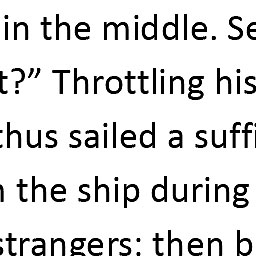 in the middle. Se
t?” Throttling his
thus sailed a suffi
the ship during
strangers: then b